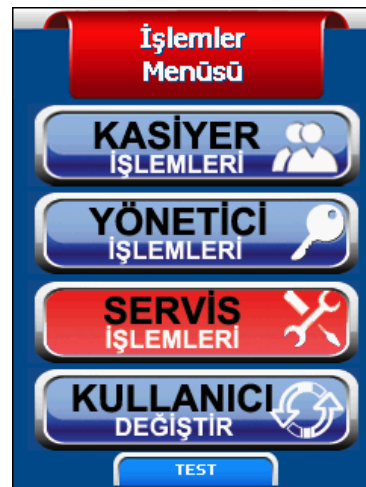 İşlemler
Menüsü
KASİYER
İŞLEMLERİ
YÖNETİCİ
İŞLEMLERİ
SERVİS
İŞLEMLERİ
KULLANICI
DEĞİŞTİR
TEST